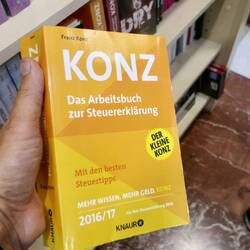 Franz Konz
KONZ
Das Arbeitsbuch
zur Steuererklärung
DER
KLEINE
KONZ
Mit den besten
Steuertipps
MEHR WISSEN. MEHR GELD. KONZ
2016/17
KNAUR